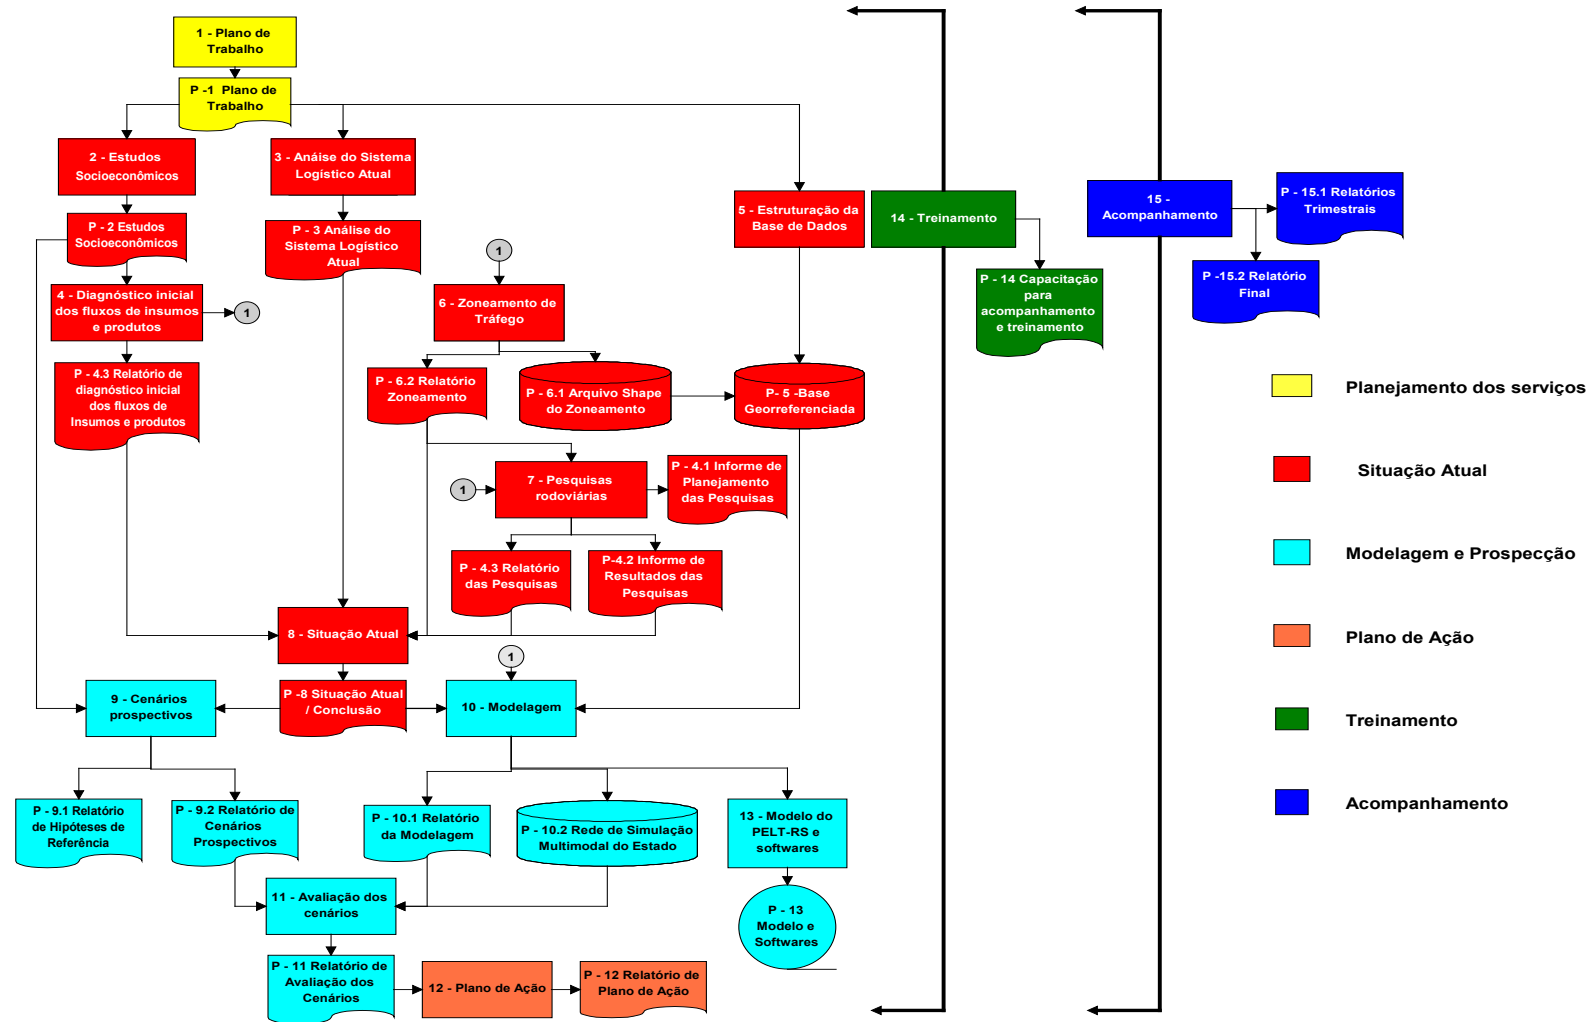 1 - Plano de
Trabalho
P -1  Plano de
Trabalho
2 - Estudos
Socioeconômicos
3 - Anáise do Sistema
Logístico Atual
P - 2 Estudos
Socioeconômicos
P - 3 Análise do
Sistema Logístico
Atual
5 - Estruturação da
Base de Dados
14 - Treinamento
P - 14 Capacitação
para
acompanhamento
e treinamento
15 -
Acompanhamento
P - 15.1 Relatórios
Trimestrais
P -15.2 Relatório
Final
4 - Diagnóstico inicial
dos fluxos de insumos
e produtos
1
1
6 - Zoneamento de
Tráfego
P - 4.3 Relatório de
diagnóstico inicial
dos fluxos de
Insumos e produtos
P - 6.2 Relatório
Zoneamento
P - 6.1 Arquivo Shape
do Zoneamento
P- 5 -Base
Georreferenciada
1
7 - Pesquisas
rodoviárias
P - 4.1 Informe de
Planejamento
das Pesquisas
P - 4.3 Relatório
das Pesquisas
P-4.2 Informe de
Resultados das
Pesquisas
8 - Situação Atual
1
9 - Cenários
prospectivos
P -8 Situação Atual
/ Conclusão
10 - Modelagem
P - 9.1 Relatório
de Hipóteses de
Referência
P - 9.2 Relatório de
Cenários
Prospectivos
P - 10.1 Relatório
da Modelagem
P - 10.2 Rede de Simulação
Multimodal do Estado
13 - Modelo do
PELT-RS e
softwares
11 - Avaliação dos
cenários
P - 13
Modelo e
Softwares
P - 11 Relatório de
Avaliação dos
Cenários
12 - Plano de Ação
P - 12 Relatório de
Plano de Ação
Planejamento dos serviços
Situação Atual
Modelagem e Prospecção
Plano de Ação
Treinamento
Acompanhamento